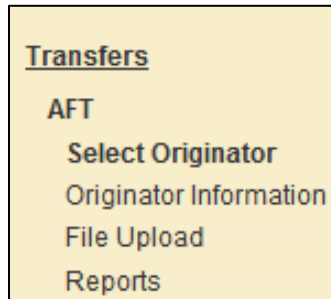 Transfers
AFT
Select Originator
Originator Information
File Upload
Reports